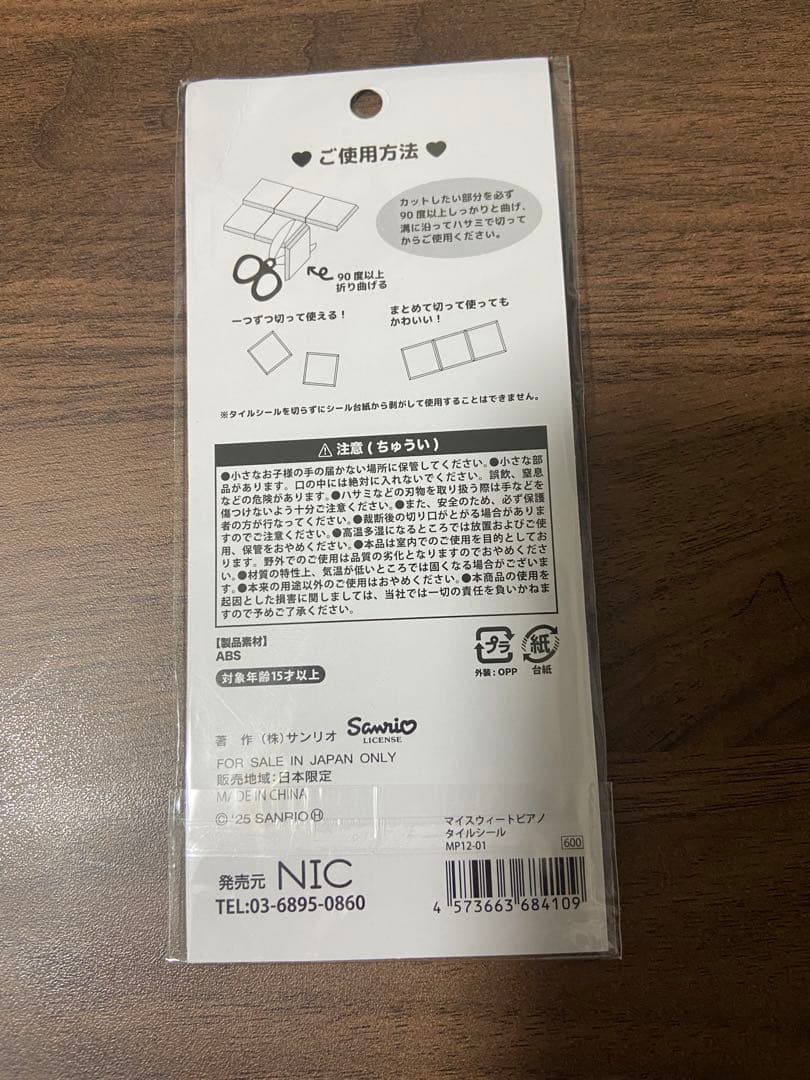 ♥ ご使用方法 ♥
カットしたい部分を必ず
90度以上しっかりと曲げ、
溝に沿ってハサミで切って
からご使用ください。
90度以上
折り曲げる
一つずつ切って使える!
まとめて切って使っても
かわいい!
※タイルシールを切らずにシール台紙から剥がして使用することはできません。
⚠ 注意(ちゅうい)
●小さなお子様の手の届かない場所に保管してください。●小さな部
品があります。口の中には絶対に入れないでください。誤飲、窒息
などの危険があります。●ハサミなどの刃物を取り扱う際は手などを
傷つけないよう十分ご注意ください。●また、安全のため、必ず保護
者の方が行なってください。●裁断後の切り口がとがる場合がありま
すのでご注意ください。●高温多湿になるところでは放置およびご使
用、保管をおやめください。●本品は室内でのご使用を目的としてお
ります。野外でのご使用は品質の劣化となりますのでおやめくださ
い。●材質の特性上、気温が低いところでは固くなる場合がございま
す。●本来の用途以外のご使用はおやめください。●本商品の使用を
起因とした損害に関しましては、当社では一切の責任を負いかねま
すので予めご了承ください。
【製品素材】
ABS
対象年齢15才以上
プラ
外装:OPP
紙
台紙
著 作 (株)サンリオ
Sanrio
LICENSE
FOR SALE IN JAPAN ONLY
販売地域:日本限定
MADE IN CHINA
© '25 SANRIO Ⓗ
マイスウィートピアノ
タイルシール
MP12-01
600
発売元 NIC
TEL:03-6895-0860
4 573663 684109